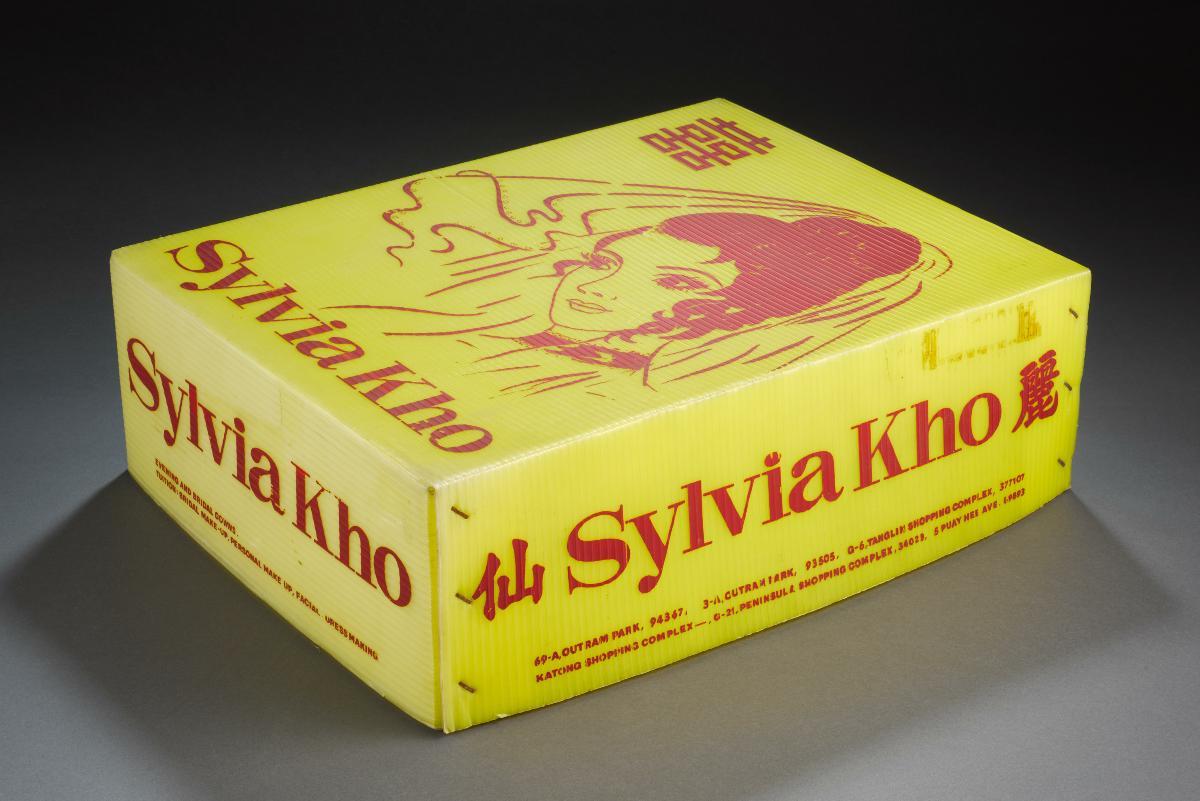 囍
Sylvia Kho
Sylvia Kho
EVENING AND BRIDAL GOWNS
TUITION: BRIDAL MAKE-UP, PERSONAL MAKE UP, FACIAL, DRESSMAKING
仙 Sylvia Kho 麗
69-A, OUTRAM PARK, 94367, 3-A, OUTRAM PARK, 93505, G-6, TANGLIN SHOPPING COMPLEX, 377107
KATONG SHOPPING COMPLEX —, G-21, PENINSULA SHOPPING COMPLEX, 34029, 5 PUAY HEE AVE.